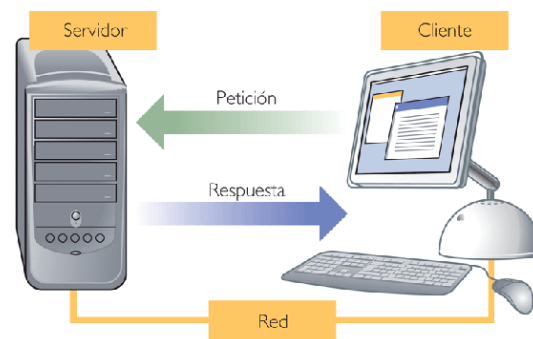 Servidor
Cliente
Petición
Respuesta
Red